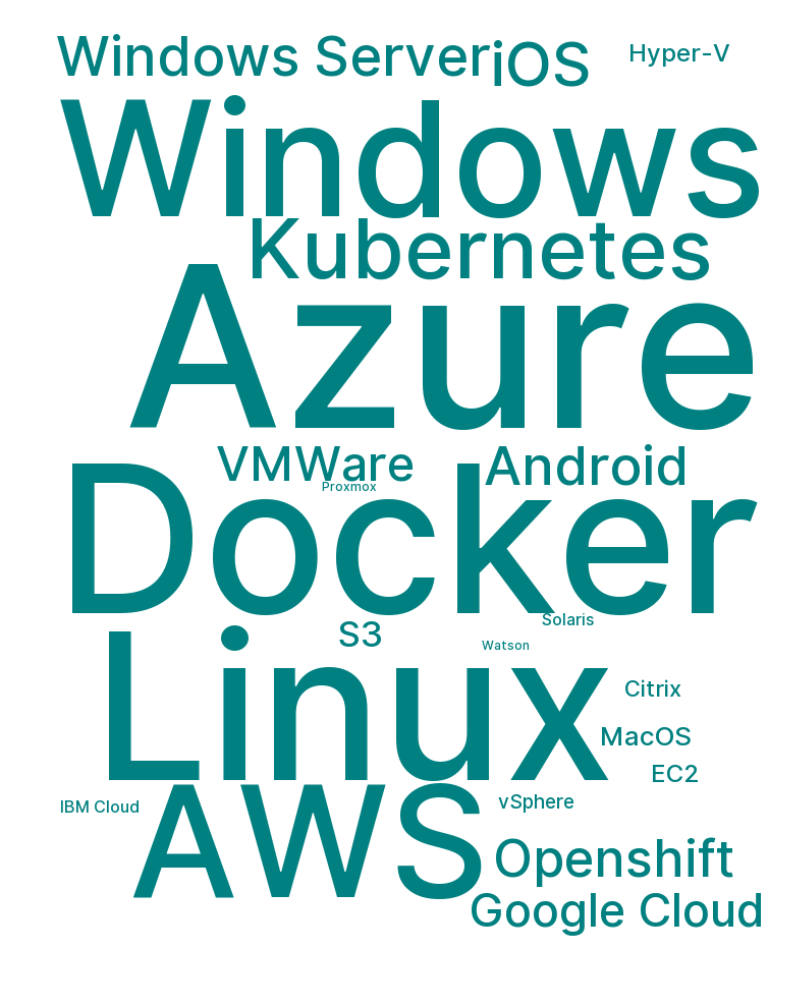 Windows Server
iOS
Hyper-V
Windows
Kubernetes
Azure
VMWare
Android
Proxmox
Docker
Solaris
S3
Watson
Linux
Citrix
MacOS
EC2
IBM Cloud
AWS
vSphere
Openshift
Google Cloud